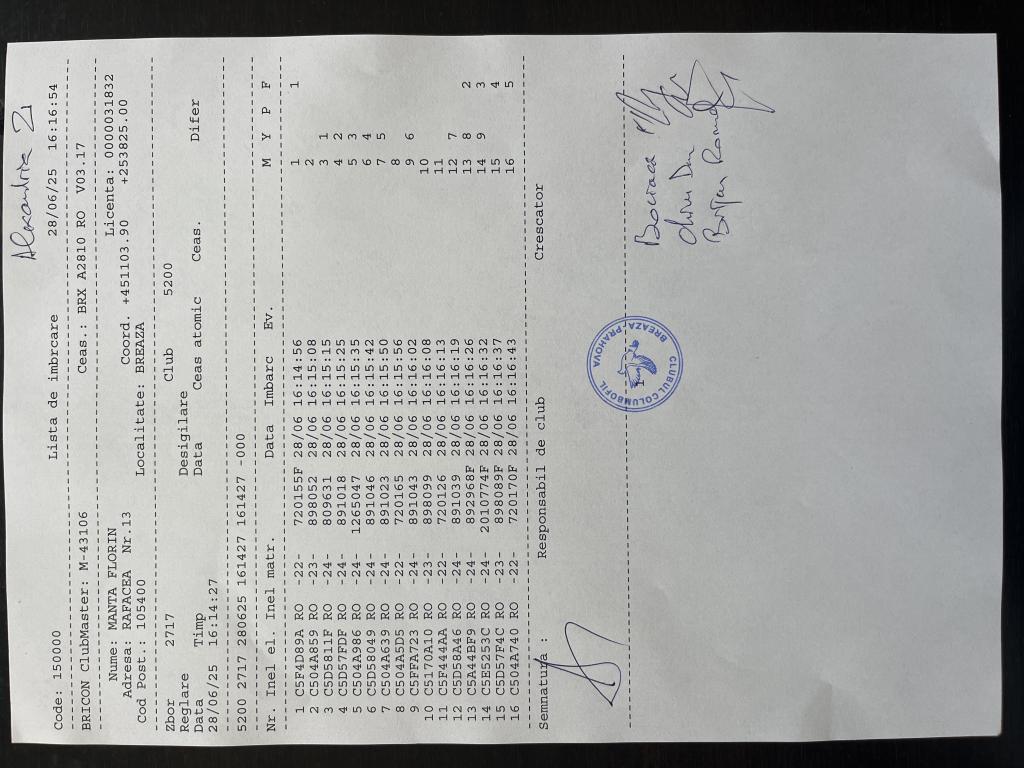 Alexandria 21
Code: 150000 Lista de imbrcare 28/06/25 16:16:54
BRICON ClubMaster: M-43106 Ceas.: BRX A2810 RO V03.17
Nume: MANTA FLORIN Licenta: 0000031832
Adresa: RAFACEA Nr.13 Coord. +451103.90 +253825.00
Cod Post.: 105400 Localitate: BREAZA
Zbor 2717 Club 5200
Reglare Desigilare
Data Timp Data Ceas atomic Ceas. Difer
28/06/25 16:14:27
5200 2717 280625 161427 161427 -000
Nr. Inel el. Inel matr. Data Imbarc Ev. M Y P F
1 C5F4D89A RO -22- 720155F 28/06 16:14:56 1 1
2 C504A859 RO -23- 898052 28/06 16:15:08 2
3 C5D5811F RO -24- 809631 28/06 16:15:15 3 1
4 C5D57FDF RO -24- 891018 28/06 16:15:25 4 2
5 C504A986 RO -24- 1265047 28/06 16:15:35 5 3
6 C5D58049 RO -24- 891046 28/06 16:15:42 6 4
7 C504A639 RO -24- 891023 28/06 16:15:50 7 5
8 C504A5D5 RO -22- 720165 28/06 16:15:56 8
9 C5FFA723 RO -24- 891043 28/06 16:16:02 9 6
10 C5170A10 RO -23- 898099 28/06 16:16:08 10
11 C5F444AA RO -22- 720126 28/06 16:16:13 11
12 C5D58A46 RO -24- 891039 28/06 16:16:19 12 7
13 C5A44BF9 RO -24- 892968F 28/06 16:16:26 13 8 2
14 C5E5253C RO -24- 2010774F 28/06 16:16:32 14 9 3
15 C5D57F4C RO -23- 898089F 28/06 16:16:37 15 4
16 C504A740 RO -22- 720170F 28/06 16:16:43 16 5
Semnatura : Responsabil de club Crescator
CLUBUL COLUMBOFIL
BREAZA-PRAHOVA
Dan